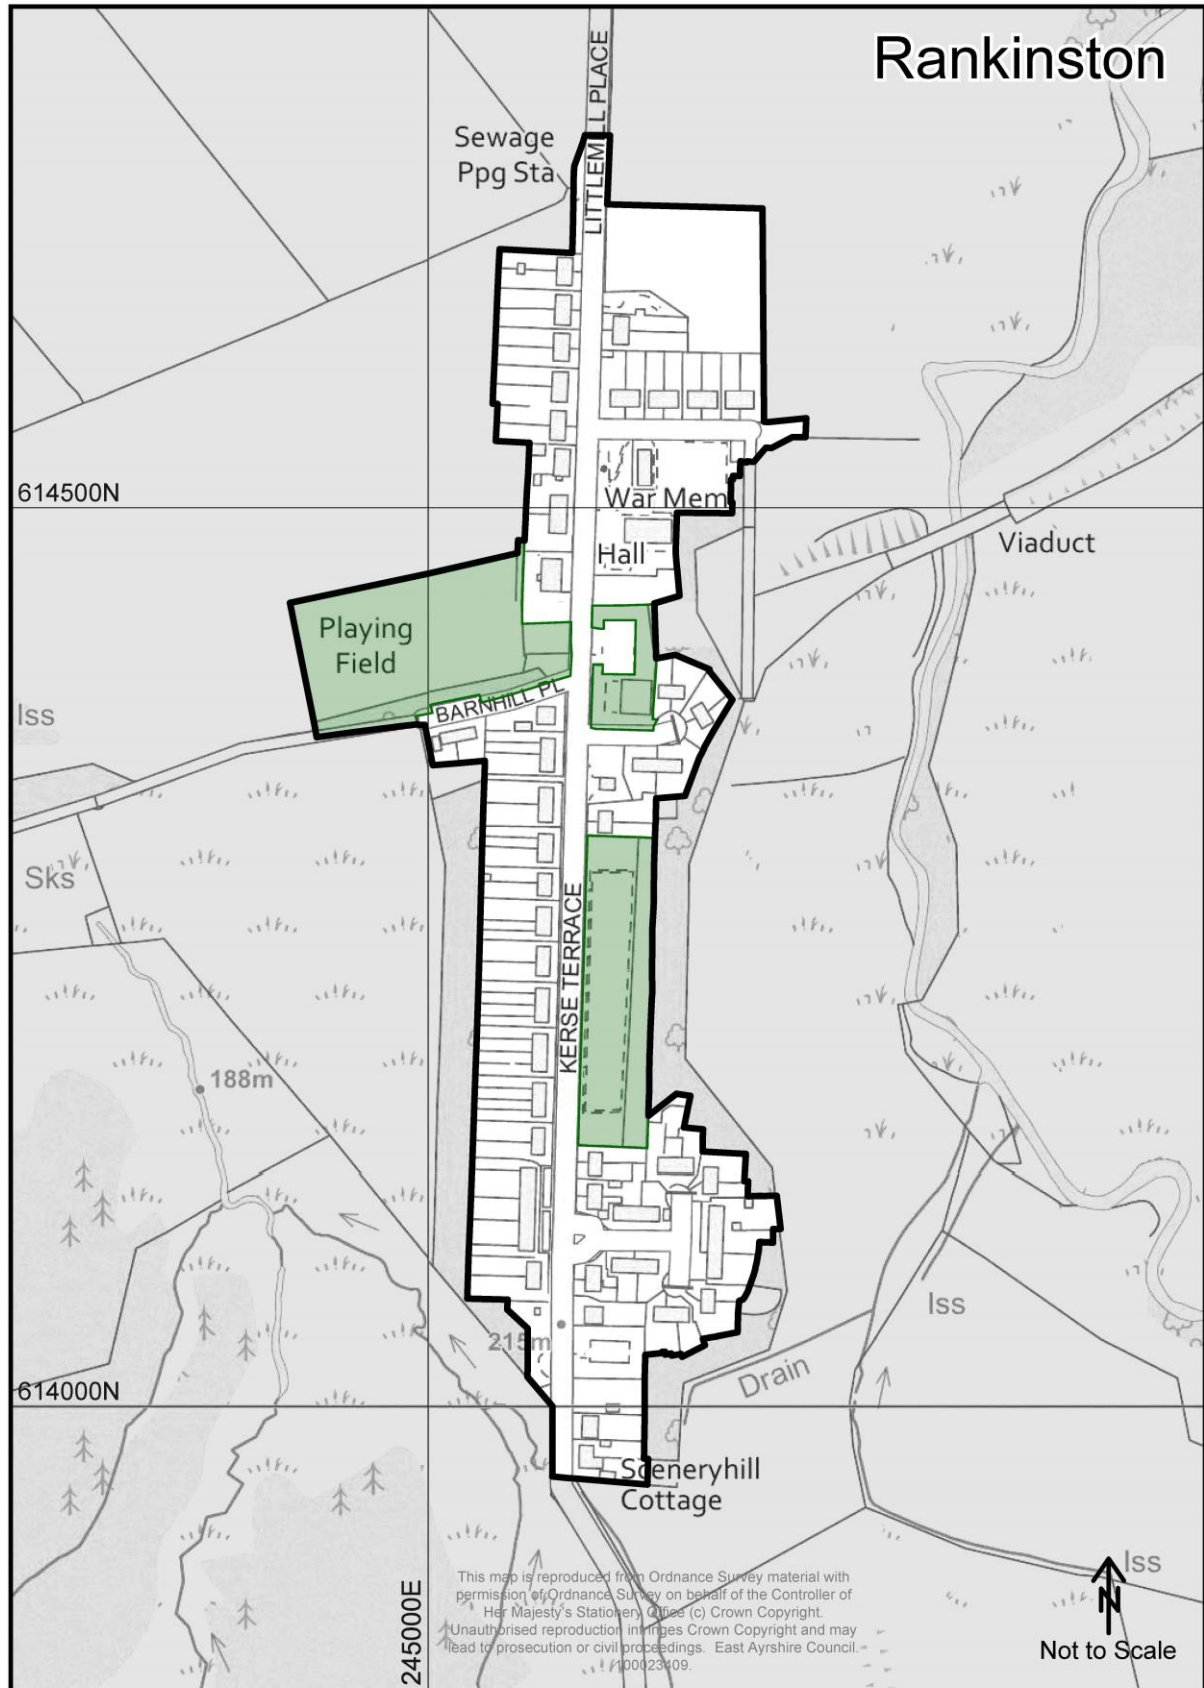 Rankinston
LITTLEMILL PLACE
Sewage
Ppg Sta
614500N
War Mem
Hall
Viaduct
Playing
Field
BARNHILL PL
Iss
Sks
KERSE TERRACE
188m
Iss
215m
Drain
614000N
Sceneryhill
Cottage
245000E
This map is reproduced from Ordnance Survey material with
permission of Ordnance Survey on behalf of the Controller of
Her Majesty's Stationery Office (c) Crown Copyright.
Unauthorised reproduction infringes Crown Copyright and may
lead to prosecution or civil proceedings. East Ayrshire Council.
100023409.
Iss
N
Not to Scale